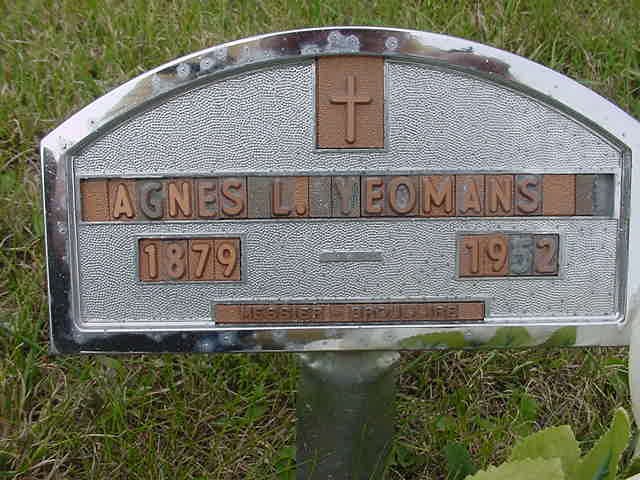 AGNES L. YEOMANS
1879 — 1952